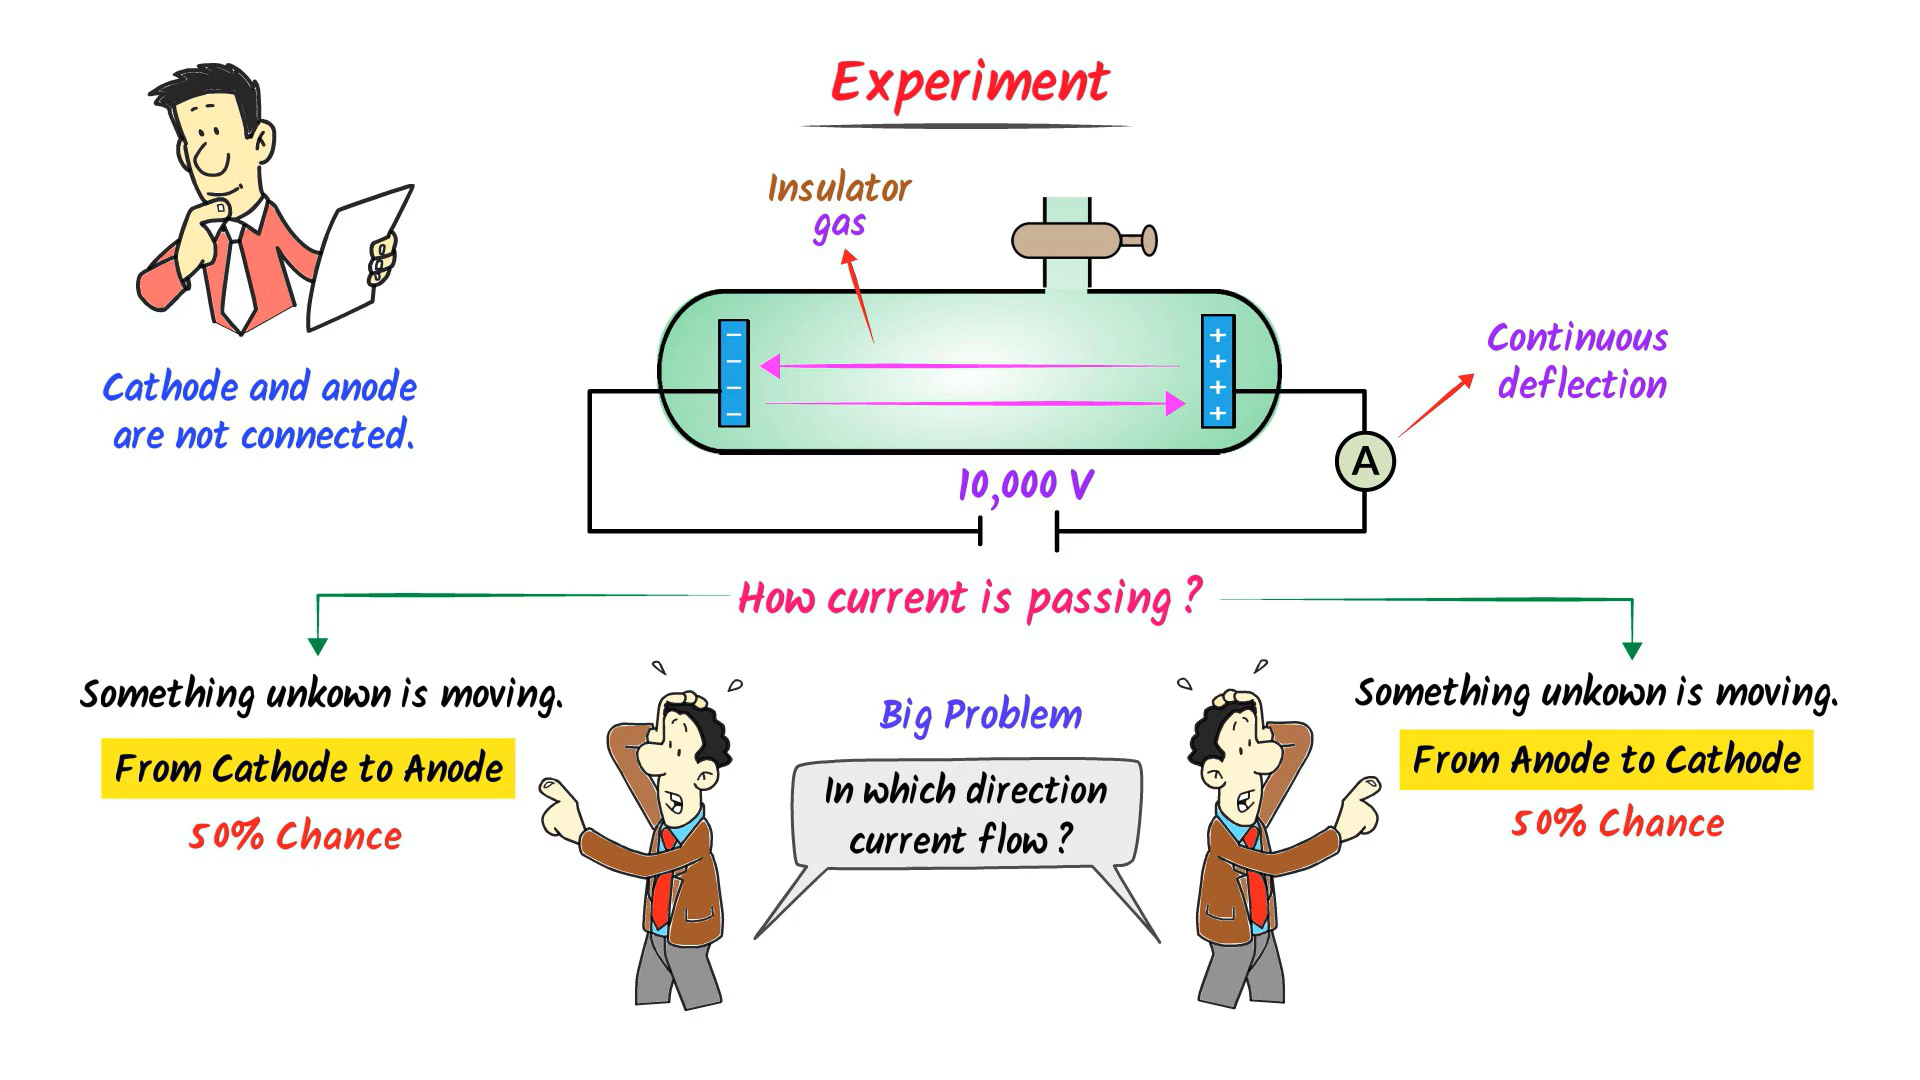 Experiment
Insulator
gas
Continuous
deflection
Cathode and anode
are not connected.
− + 
− +
− +
− +
A
10,000 V
How current is passing ?
Something unkown is moving.
From Cathode to Anode
50% Chance
Big Problem
In which direction
current flow ?
Something unkown is moving.
From Anode to Cathode
50% Chance